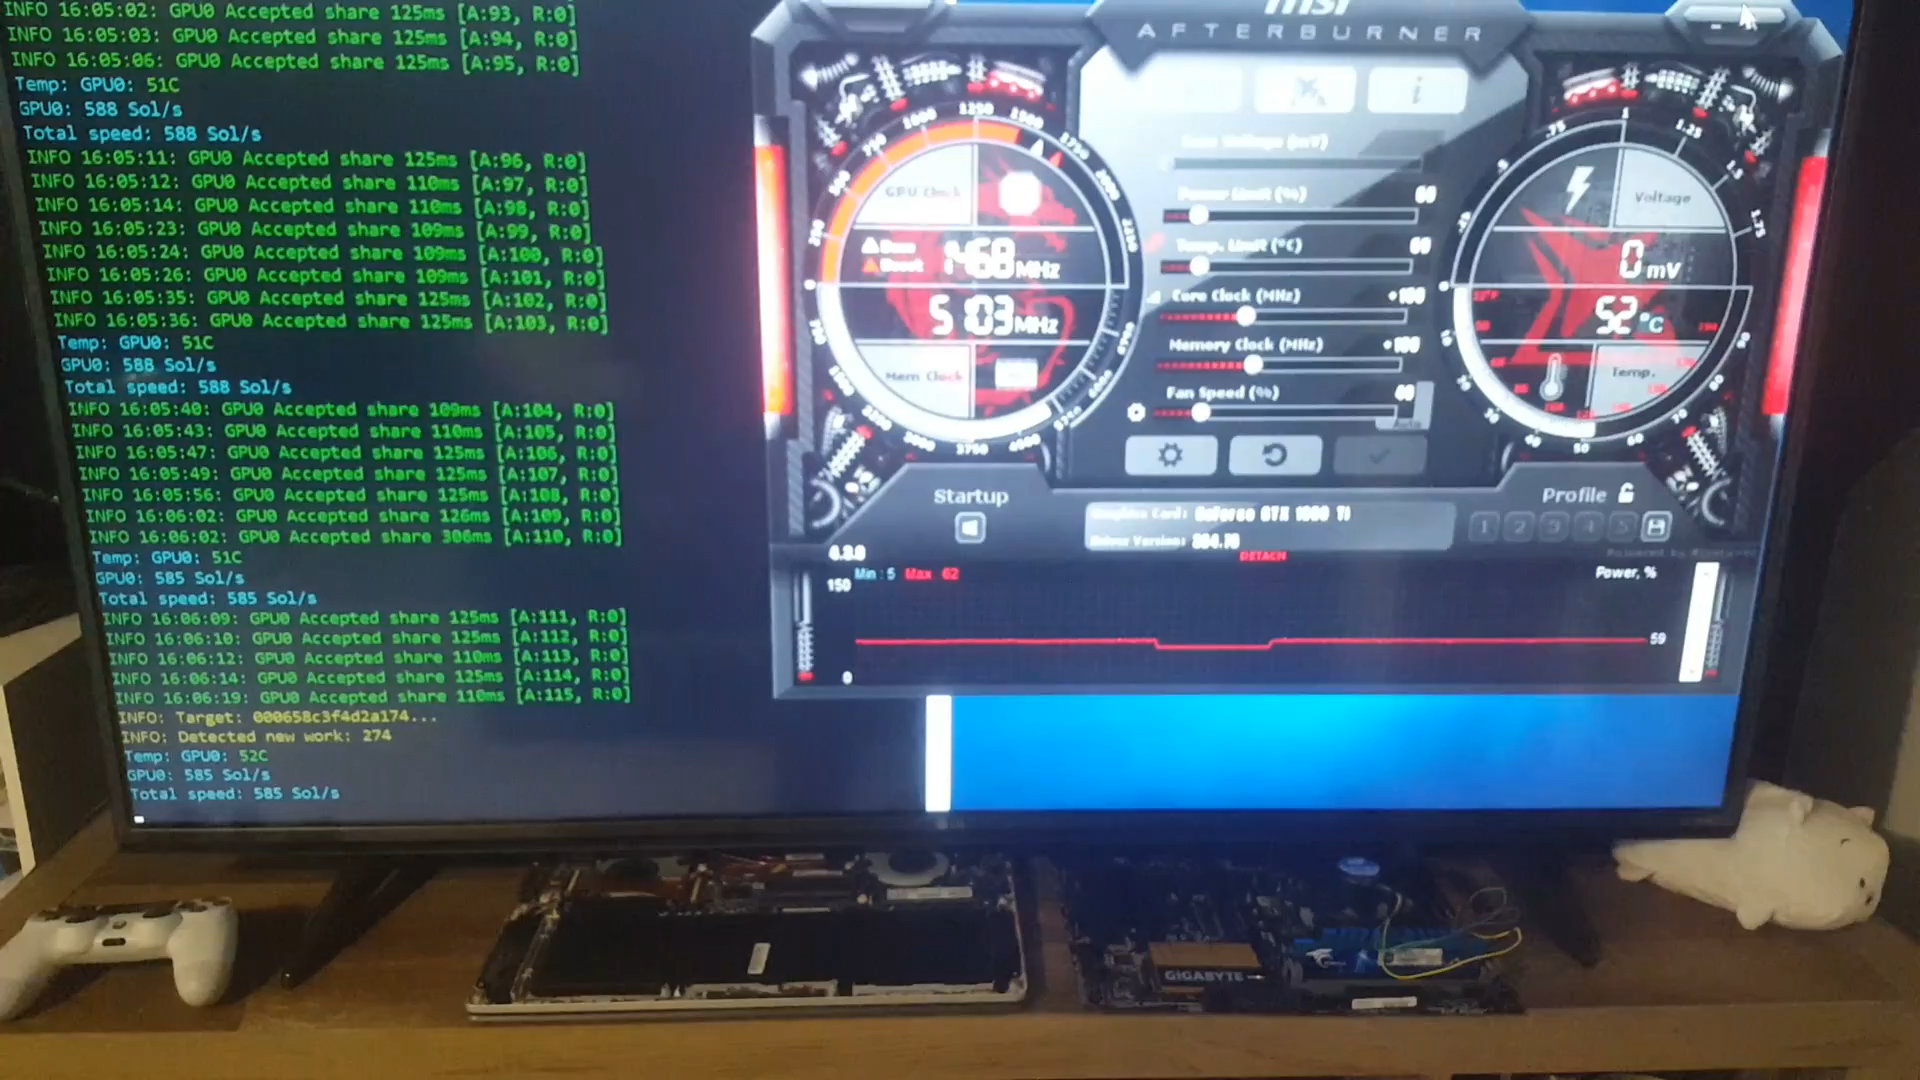 INFO 16:05:02: GPU0 Accepted share 125ms [A:93, R:0]
INFO 16:05:03: GPU0 Accepted share 125ms [A:94, R:0]
INFO 16:05:06: GPU0 Accepted share 125ms [A:95, R:0]
Temp: GPU0: 51C
GPU0: 588 Sol/s
Total speed: 588 Sol/s
INFO 16:05:11: GPU0 Accepted share 125ms [A:96, R:0]
INFO 16:05:12: GPU0 Accepted share 110ms [A:97, R:0]
INFO 16:05:14: GPU0 Accepted share 110ms [A:98, R:0]
INFO 16:05:23: GPU0 Accepted share 109ms [A:99, R:0]
INFO 16:05:24: GPU0 Accepted share 109ms [A:100, R:0]
INFO 16:05:26: GPU0 Accepted share 109ms [A:101, R:0]
INFO 16:05:35: GPU0 Accepted share 125ms [A:102, R:0]
INFO 16:05:36: GPU0 Accepted share 125ms [A:103, R:0]
Temp: GPU0: 51C
GPU0: 588 Sol/s
Total speed: 588 Sol/s
INFO 16:05:40: GPU0 Accepted share 109ms [A:104, R:0]
INFO 16:05:43: GPU0 Accepted share 110ms [A:105, R:0]
INFO 16:05:47: GPU0 Accepted share 125ms [A:106, R:0]
INFO 16:05:49: GPU0 Accepted share 125ms [A:107, R:0]
INFO 16:05:56: GPU0 Accepted share 125ms [A:108, R:0]
INFO 16:06:02: GPU0 Accepted share 126ms [A:109, R:0]
INFO 16:06:02: GPU0 Accepted share 306ms [A:110, R:0]
Temp: GPU0: 51C
GPU0: 585 Sol/s
Total speed: 585 Sol/s
INFO 16:06:09: GPU0 Accepted share 125ms [A:111, R:0]
INFO 16:06:10: GPU0 Accepted share 125ms [A:112, R:0]
INFO 16:06:12: GPU0 Accepted share 110ms [A:113, R:0]
INFO 16:06:14: GPU0 Accepted share 125ms [A:114, R:0]
INFO 16:06:19: GPU0 Accepted share 110ms [A:115, R:0]
INFO: Target: 000658c3f4d2a174...
INFO: Detected new work: 274
Temp: GPU0: 52C
GPU0: 585 Sol/s
Total speed: 585 Sol/s
msi
AFTERBURNER
GPU Clock
Base
Boost
1468 MHz
5103 MHz
Mem Clock
Core Voltage (mV)
Power Limit (%)
Temp. Limit (°C)
Core Clock (MHz) +100
Memory Clock (MHz) +100
Fan Speed (%)
Auto
Voltage
0 mV
52 °C
Temp.
Startup
Graphics Card:
Driver Version:
DETACH
Profile
1 2 3 4 5
Min : 5 Max : 62
150
Power, %
59
0
GIGABYTE